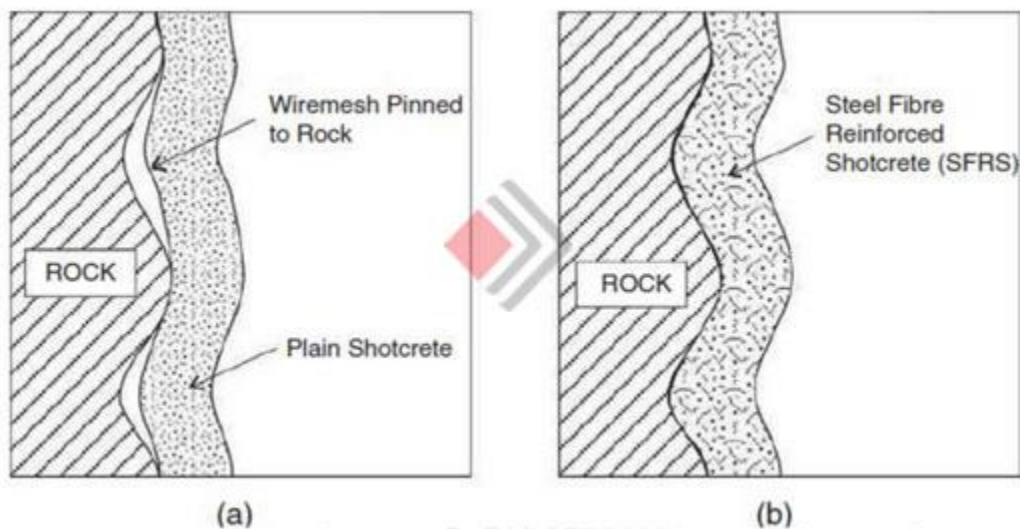 Wiremesh Pinned
to Rock
ROCK
Plain Shotcrete
(a)
Steel Fibre
Reinforced
Shotcrete (SFRS)
ROCK
(b)